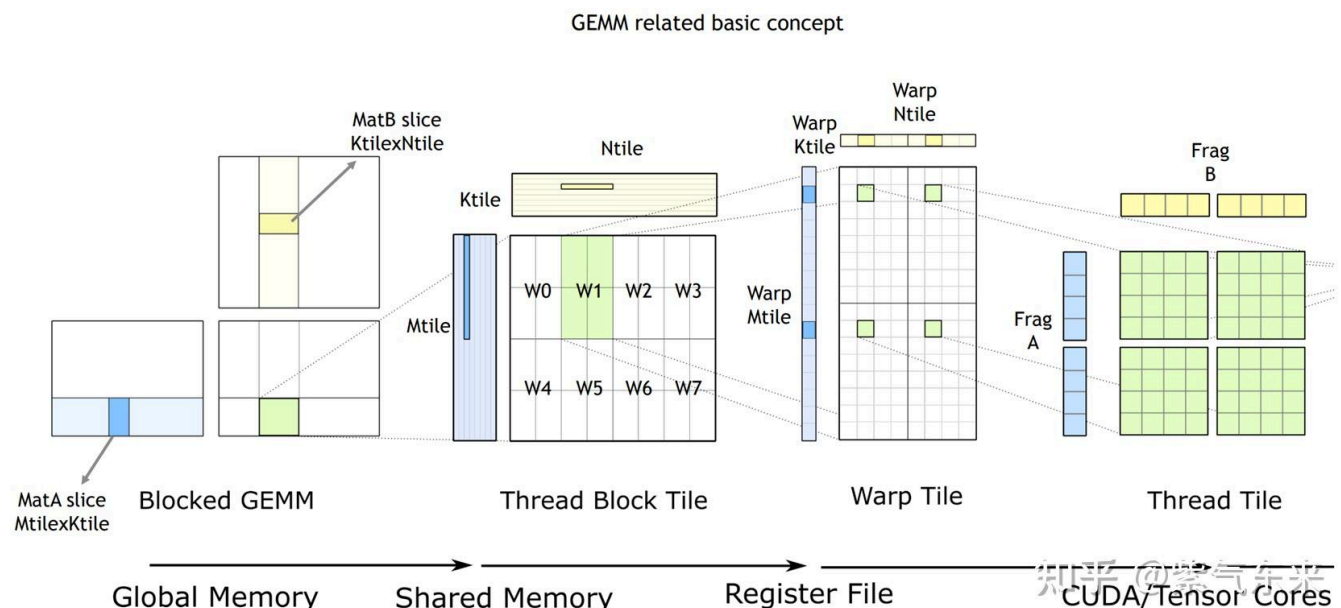 GEMM related basic concept
MatB slice
KtilexNtile
MatA slice
MtilexKtile
Blocked GEMM
Ntile
Ktile
Mtile
W0 W1 W2 W3
W4 W5 W6 W7
Thread Block Tile
Warp
Ntile
Warp
Ktile
Warp
Mtile
Warp Tile
Frag
B
Frag
A
Thread Tile
Global Memory
Shared Memory
Register File
CUDA/Tensor Cores
知乎 @紫气东来